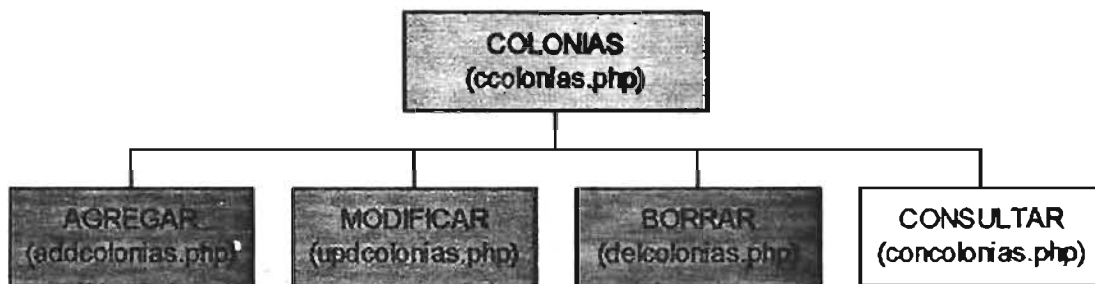 COLONIAS
(ccolonias.php)
AGREGAR
(addcolonias.php)
MODIFICAR
(updcolonias.php)
BORRAR
(delcolonias.php)
CONSULTAR
(concolonias.php)